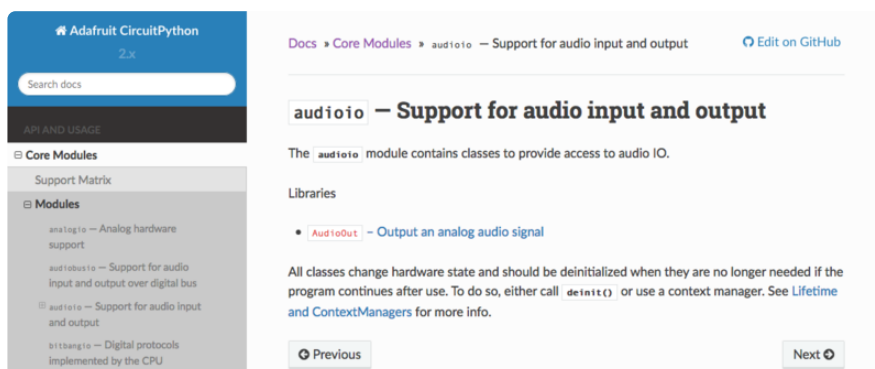 Adafruit CircuitPython
2.x
Search docs
API AND USAGE
Core Modules
Support Matrix
Modules
analogio — Analog hardware
support
audiobusio — Support for audio
input and output over digital bus
audioio — Support for audio input
and output
bitbangio — Digital protocols
implemented by the CPU
Docs » Core Modules » audioio — Support for audio input and output
Edit on GitHub
audioio — Support for audio input and output
The audioio module contains classes to provide access to audio IO.
Libraries
• AudioOut – Output an analog audio signal
All classes change hardware state and should be deinitialized when they are no longer needed if the
program continues after use. To do so, either call deinit() or use a context manager. See Lifetime
and ContextManagers for more info.
Previous
Next